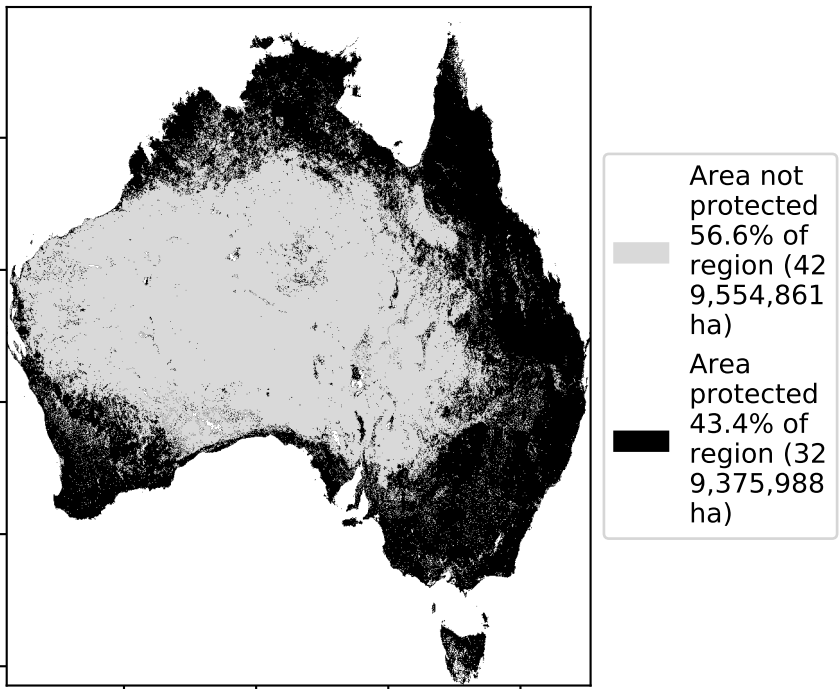 Area not
protected
56.6% of
region (42
9,554,861
ha)
Area
protected
43.4% of
region (32
9,375,988
ha)